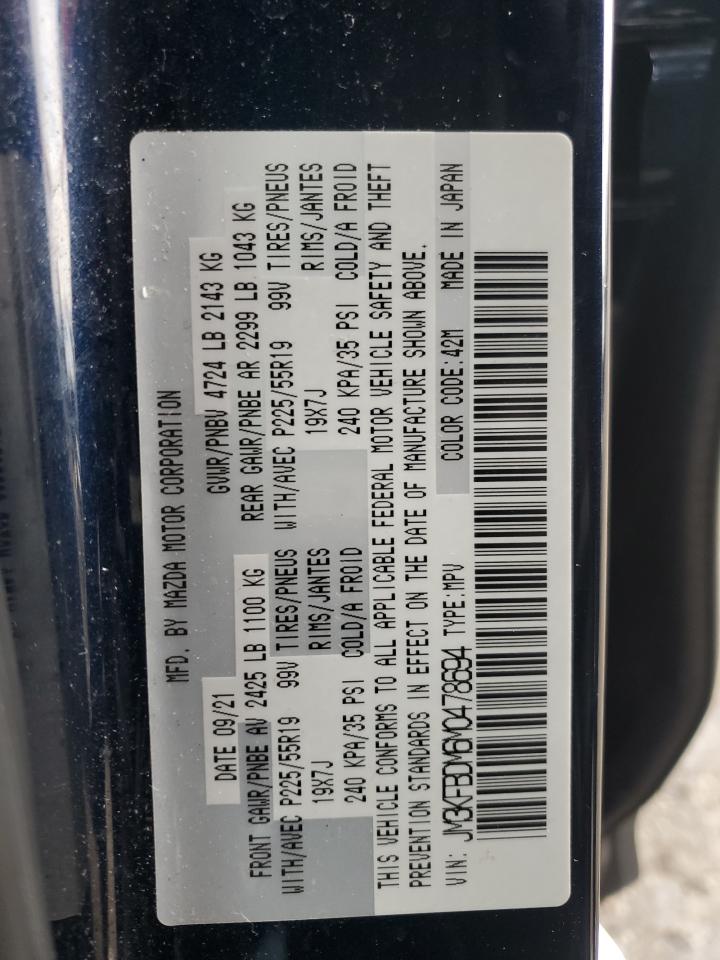 MFD. BY MAZDA MOTOR CORPORATION
DATE 09/21 GVWR/PNBV 4724 LB 2143 KG
FRONT GAWR/PNBE AV 2425 LB 1100 KG REAR GAWR/PNBE AR 2299 LB 1043 KG
WITH/AVEC P225/55R19 99V TIRES/PNEUS WITH/AVEC P225/55R19 99V TIRES/PNEUS
19X7J RIMS/JANTES 19X7J RIMS/JANTES
240 KPA/35 PSI COLD/A FROID 240 KPA/35 PSI COLD/A FROID
THIS VEHICLE CONFORMS TO ALL APPLICABLE FEDERAL MOTOR VEHICLE SAFETY AND THEFT
PREVENTION STANDARDS IN EFFECT ON THE DATE OF MANUFACTURE SHOWN ABOVE.
VIN: JM3KFBDM6M0478694 TYPE:MPV COLOR CODE:42M MADE IN JAPAN